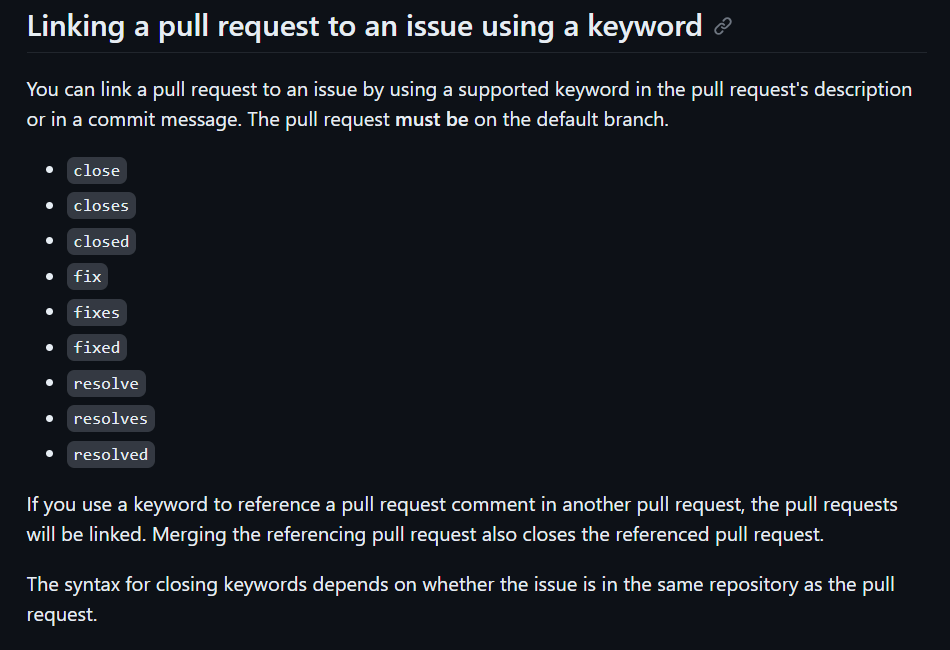 Linking a pull request to an issue using a keyword
You can link a pull request to an issue by using a supported keyword in the pull request's description
or in a commit message. The pull request must be on the default branch.
close
closes
closed
fix
fixes
fixed
resolve
resolves
resolved
If you use a keyword to reference a pull request comment in another pull request, the pull requests
will be linked. Merging the referencing pull request also closes the referenced pull request.
The syntax for closing keywords depends on whether the issue is in the same repository as the pull
request.